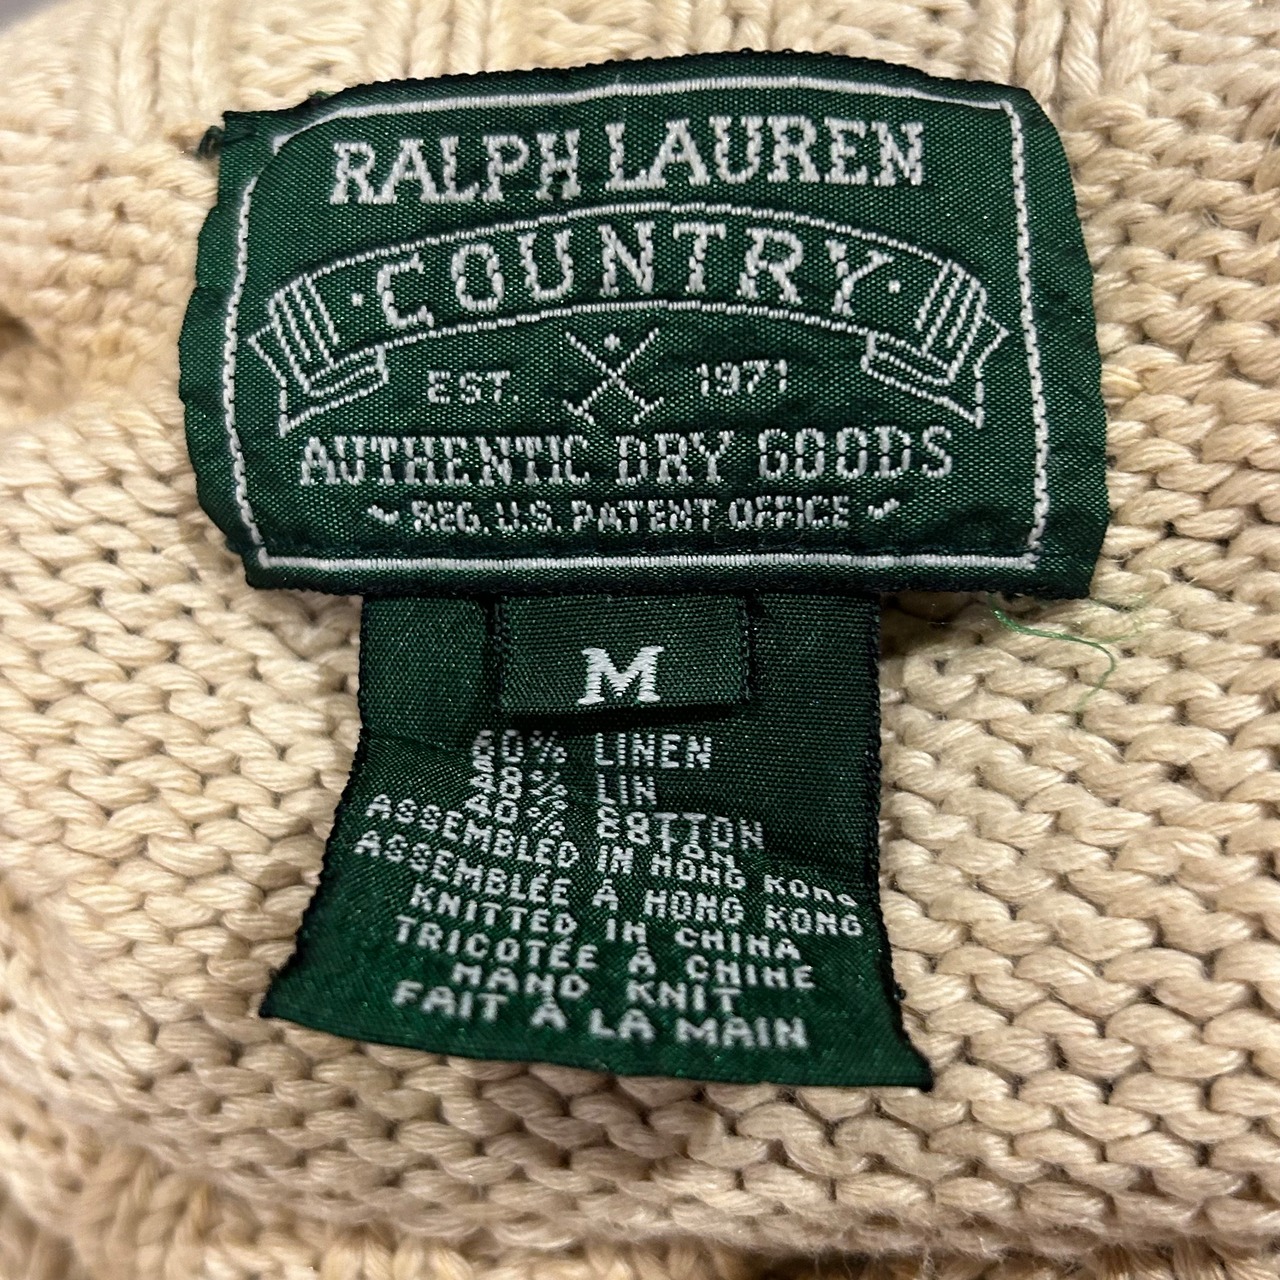 RALPH LAUREN
·COUNTRY·
EST. 1971
AUTHENTIC DRY GOODS
REG. U.S. PATENT OFFICE
M
60% LINEN
LIN
40%
ASSEMBLED IN HONG KONG
ASSEMBLÉE À HONG KONG
KNITTED IN CHINA
TRICOTÉE À CHINE
HAND KNIT
FAIT À LA MAIN